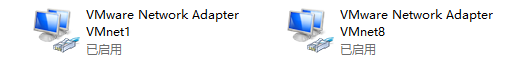 VMware Network Adapter
VMnet1
已启用
VMware Network Adapter
VMnet8
已启用